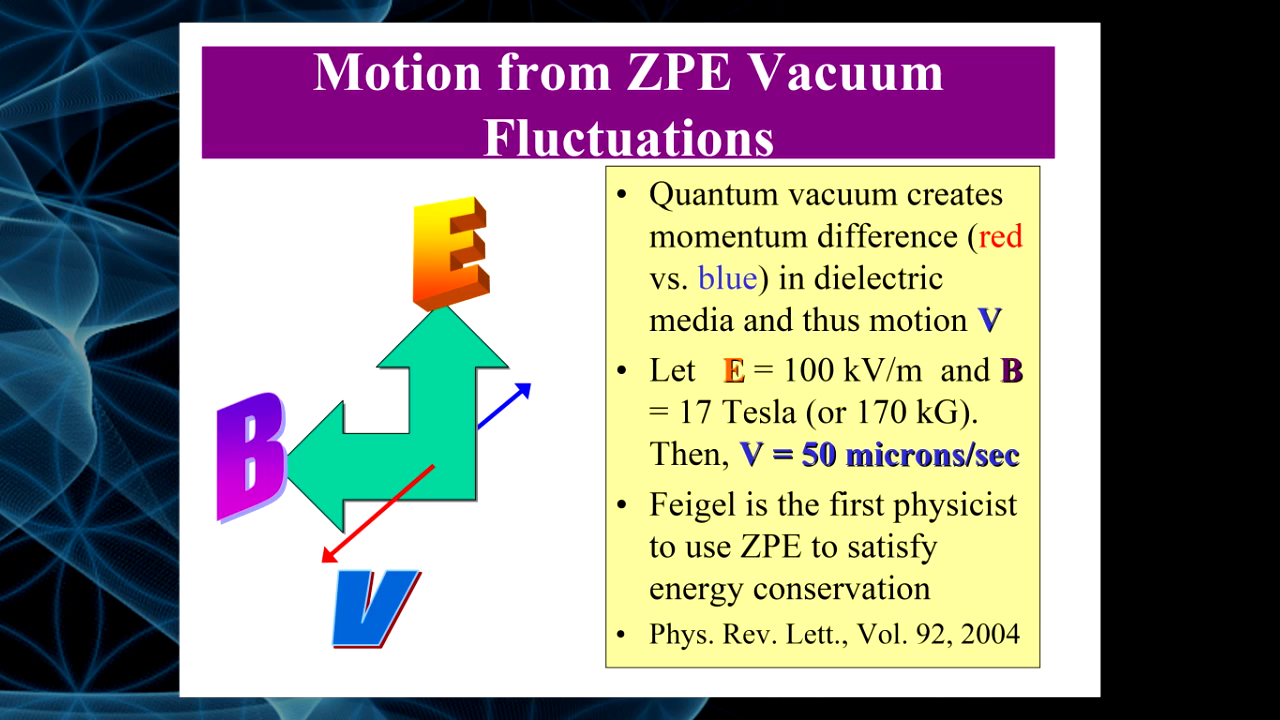 Motion from ZPE Vacuum
Fluctuations
E
B
V
• Quantum vacuum creates
momentum difference (red
vs. blue) in dielectric
media and thus motion V
• Let E = 100 kV/m and B
= 17 Tesla (or 170 kG).
Then, V = 50 microns/sec
• Feigel is the first physicist
to use ZPE to satisfy
energy conservation
• Phys. Rev. Lett., Vol. 92, 2004